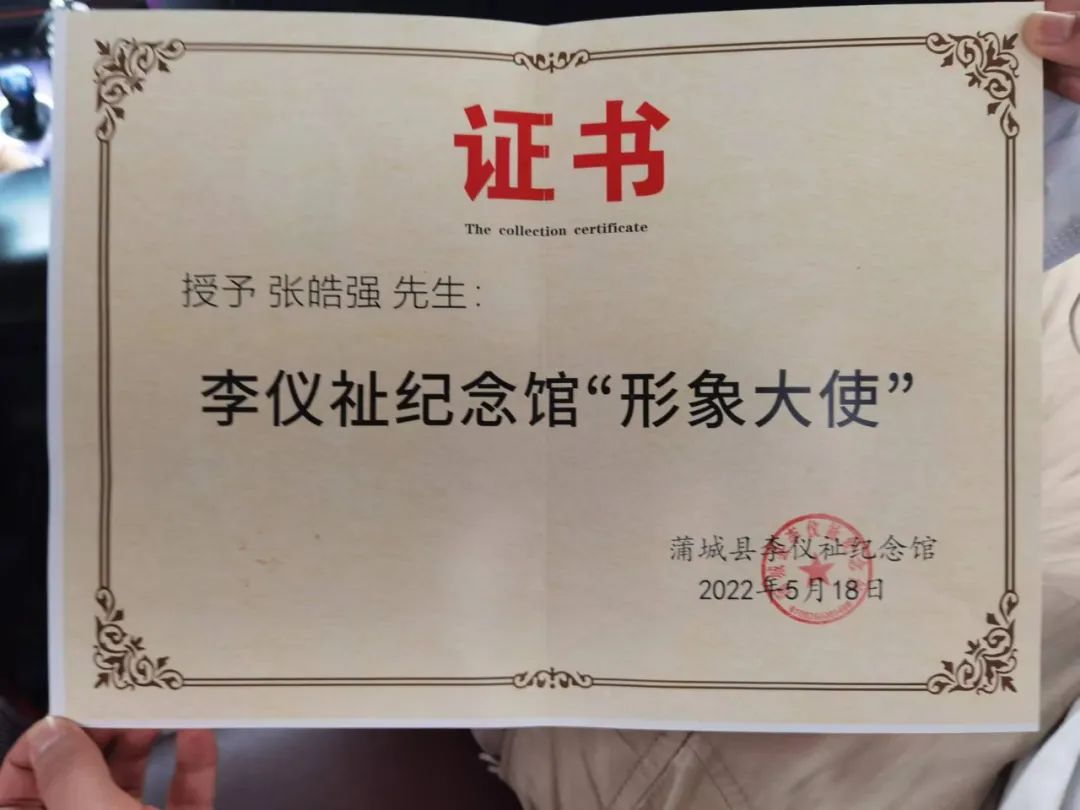 证书
The collection certificate
授予 张皓强 先生：
李仪祉纪念馆“形象大使”
蒲城县李仪祉纪念馆
2022年5月18日